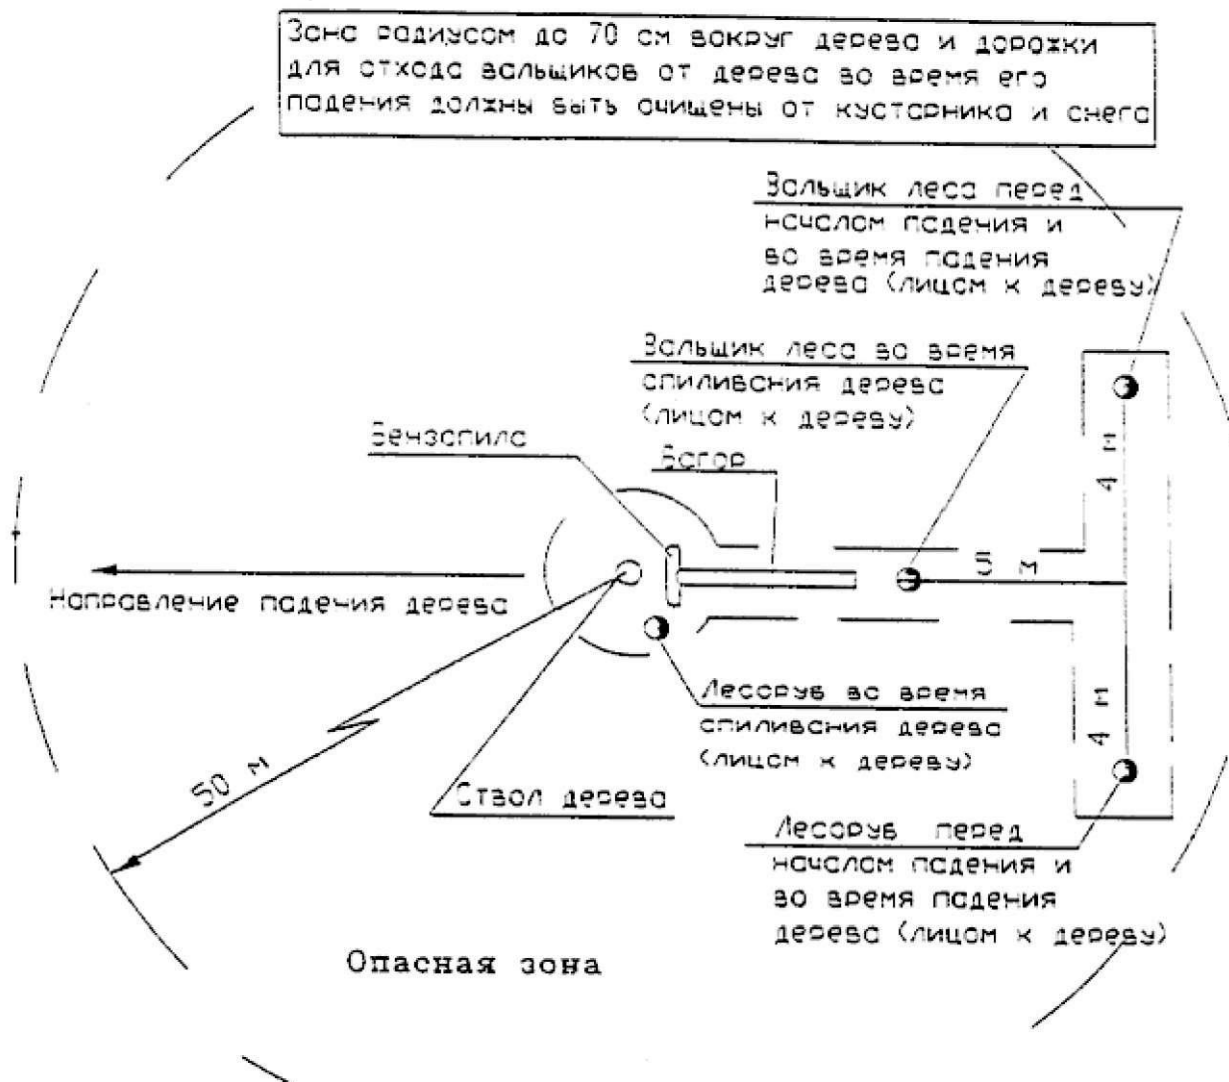 Зона радиусом до 70 см вокруг дерева и дорожки
для отхода вальщиков от дерева во время его
падения должны быть очищены от кустарника и снега
Вальщик леса перед
началом падения и
во время падения
дерева (лицом к дереву)
Вальщик леса во время
спиливания дерева
(лицом к дереву)
Бензопила
Багор
4 м
5 м
Направление падения дерева
Лесоруб во время
спиливания дерева
(лицом к дереву)
4 м
50 м
Ствол дерева
Лесоруб перед
началом падения и
во время падения
дерева (лицом к дереву)
Опасная зона